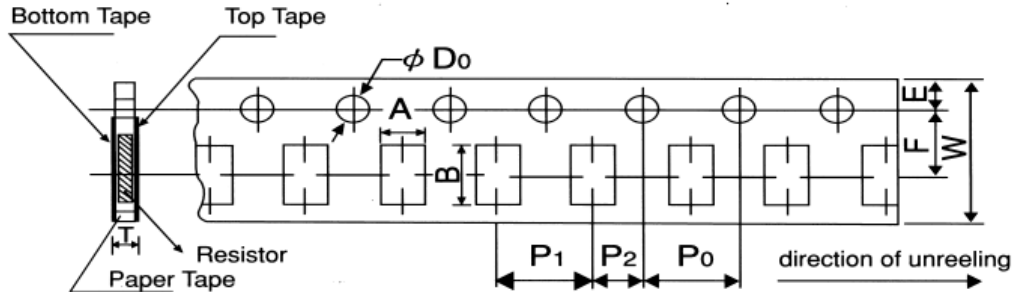 Bottom Tape
Top Tape
φ D0
A
B
E
F
W
T
Resistor
Paper Tape
P1
P2
P0
direction of unreeling